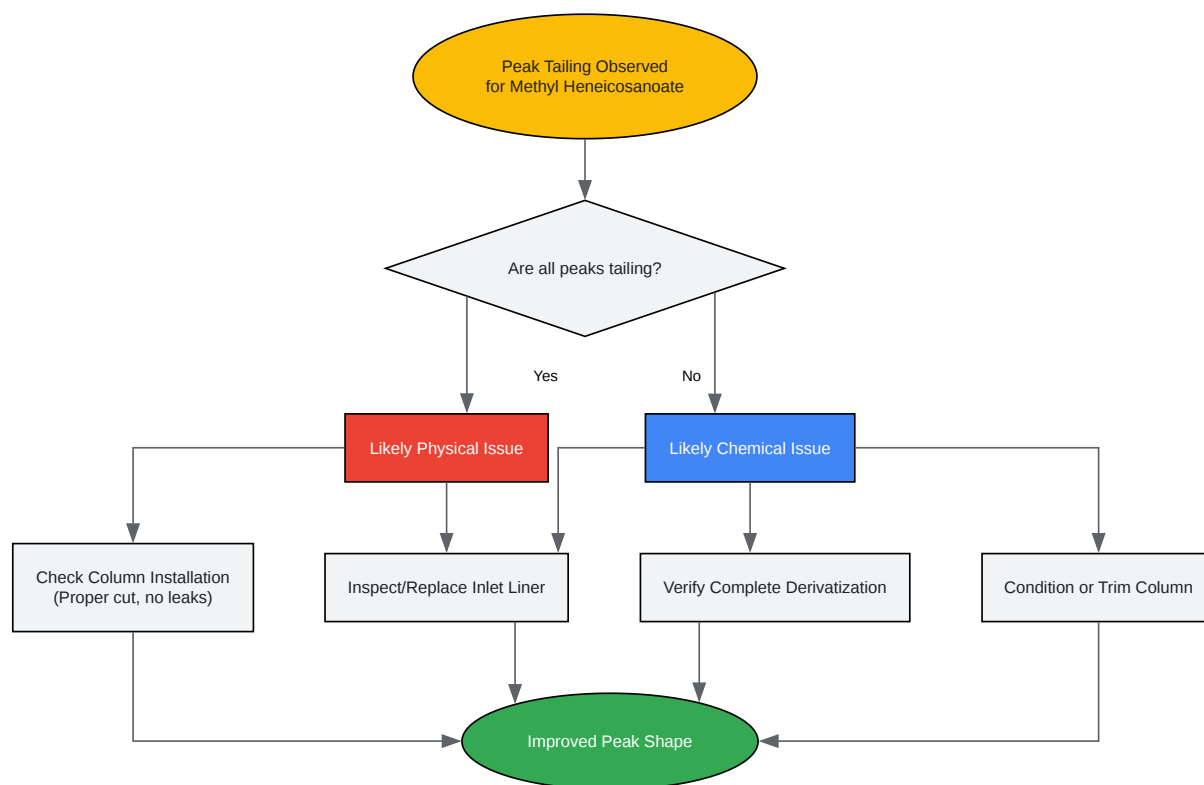 Peak Tailing Observed
for Methyl Heneicosanoate
Are all peaks tailing?
Yes
No
Likely Physical Issue
Likely Chemical Issue
Check Column Installation
(Proper cut, no leaks)
Inspect/Replace Inlet Liner
Verify Complete Derivatization
Condition or Trim Column
Improved Peak Shape